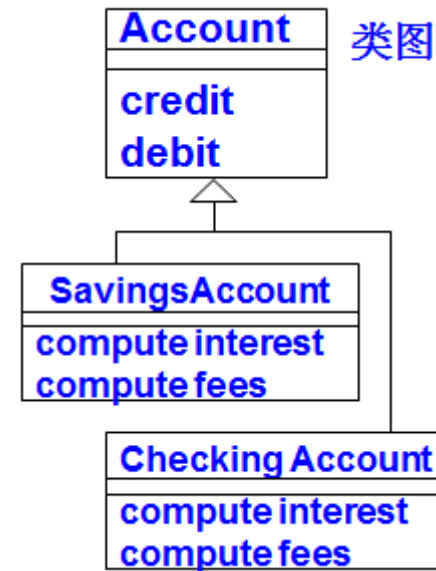 Account
类图
credit
debit
SavingsAccount
compute interest
compute fees
Checking Account
compute interest
compute fees